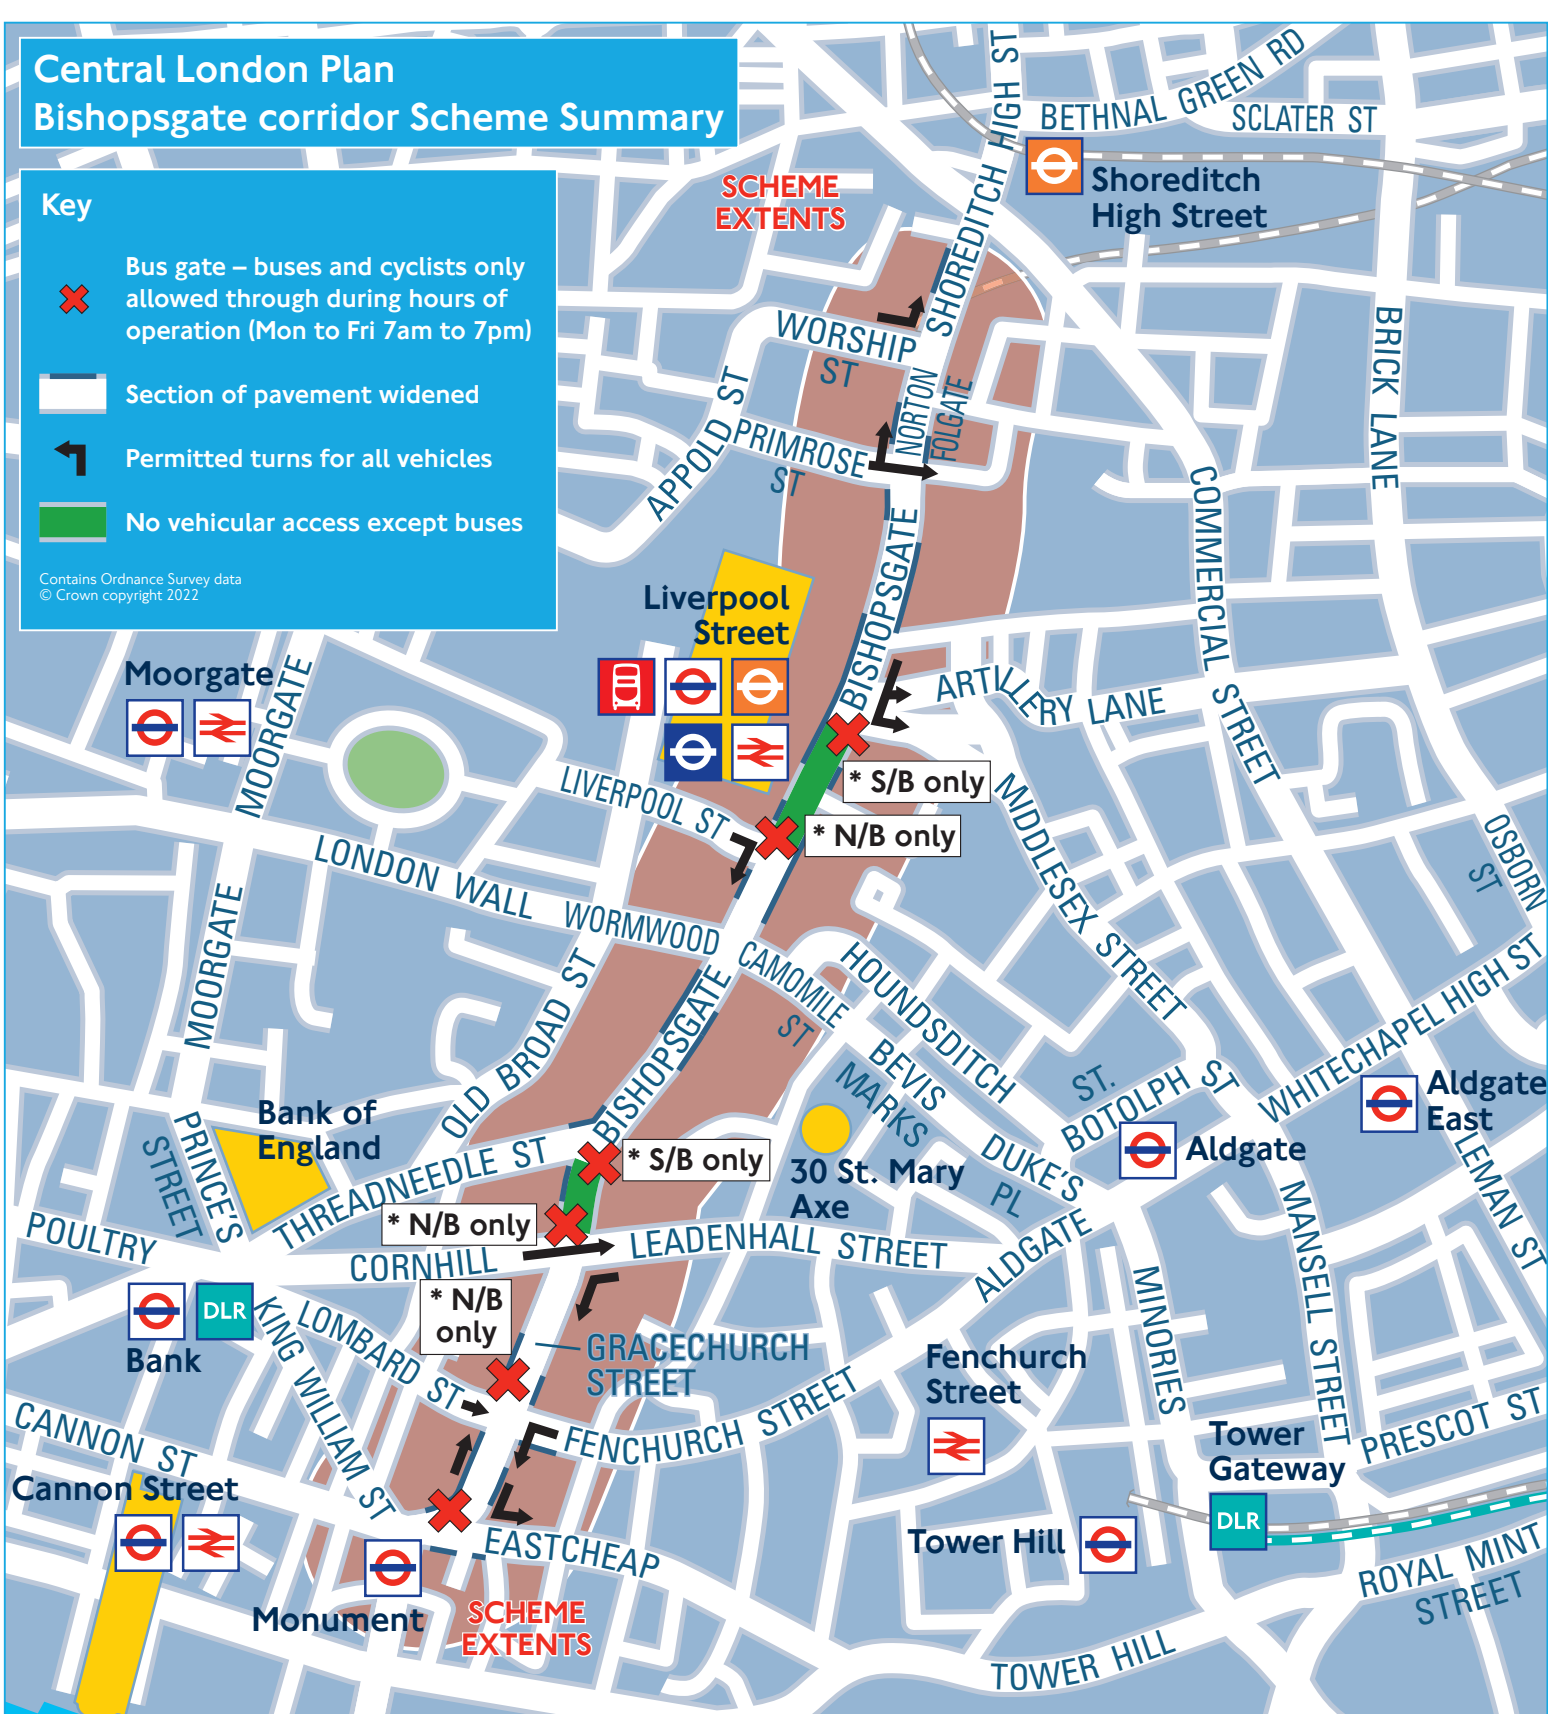 Central London Plan
Bishopsgate corridor Scheme Summary
Key
Bus gate – buses and cyclists only
allowed through during hours of
operation (Mon to Fri 7am to 7pm)
Section of pavement widened
Permitted turns for all vehicles
No vehicular access except buses
Contains Ordnance Survey data
© Crown copyright 2022
SCHEME
EXTENTS
SHOREDITCH HIGH ST
BETHNAL GREEN RD
SCLATER ST
Shoreditch
High Street
WORSHIP
ST
NORTON
FOLGATE
BRICK LANE
APPOLD ST
PRIMROSE
ST
COMMERCIAL STREET
BISHOPSGATE
Liverpool
Street
Moorgate
MOORGATE
ARTILLERY LANE
* S/B only
* N/B only
LIVERPOOL ST
MIDDLESEX STREET
OSBORN
ST
LONDON WALL
WORMWOOD
CAMOMILE
ST
MOORGATE
HOUNDSDITCH
OLD BROAD ST
BISHOPSGATE
BEVIS
MARKS
ST.
BOTOLPH ST
WHITECHAPEL HIGH ST
Aldgate
East
Aldgate
Bank of
England
PRINCE'S
STREET
THREADNEEDLE ST
* S/B only
30 St. Mary
Axe
DUKE'S
PL
LEMAN ST
POULTRY
* N/B only
CORNHILL
LEADENHALL STREET
ALDGATE
MINORIES
MANSELL STREET
DLR
Bank
KING WILLIAM ST
LOMBARD ST
* N/B
only
GRACECHURCH
STREET
Fenchurch
Street
FENCHURCH STREET
CANNON ST
Cannon Street
Tower
Gateway
DLR
PRESCOT ST
EASTCHEAP
Tower Hill
ROYAL MINT
STREET
Monument
SCHEME
EXTENTS
TOWER HILL